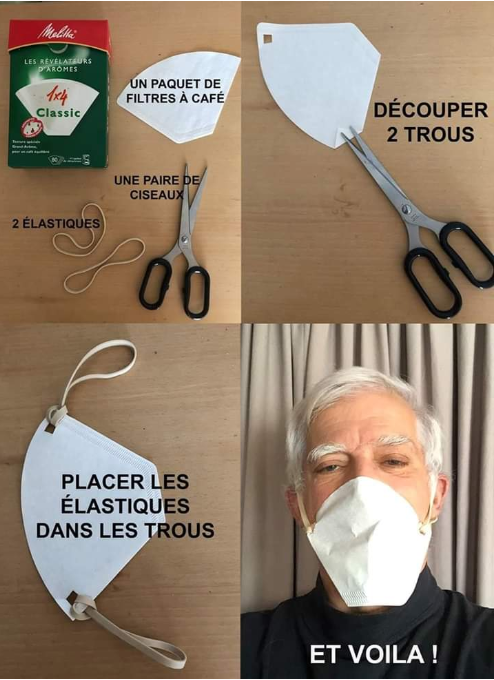 Melitta
LES RÉVÉLATEURS
D'ARÔMES
1x4
Classic
UN PAQUET DE
FILTRES À CAFÉ
UNE PAIRE DE
CISEAUX
2 ÉLASTIQUES
DÉCOUPER
2 TROUS
PLACER LES
ÉLASTIQUES
DANS LES TROUS
ET VOILA !